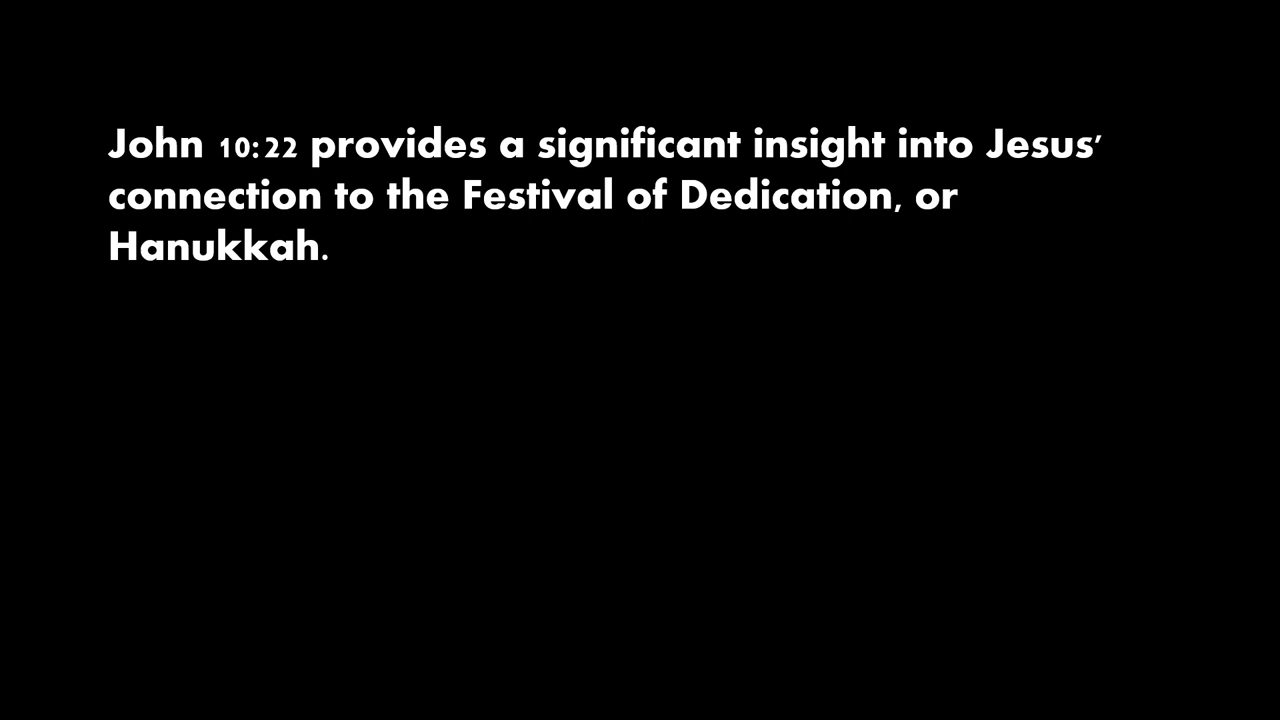 John 10:22 provides a significant insight into Jesus’
connection to the Festival of Dedication, or
Hanukkah.